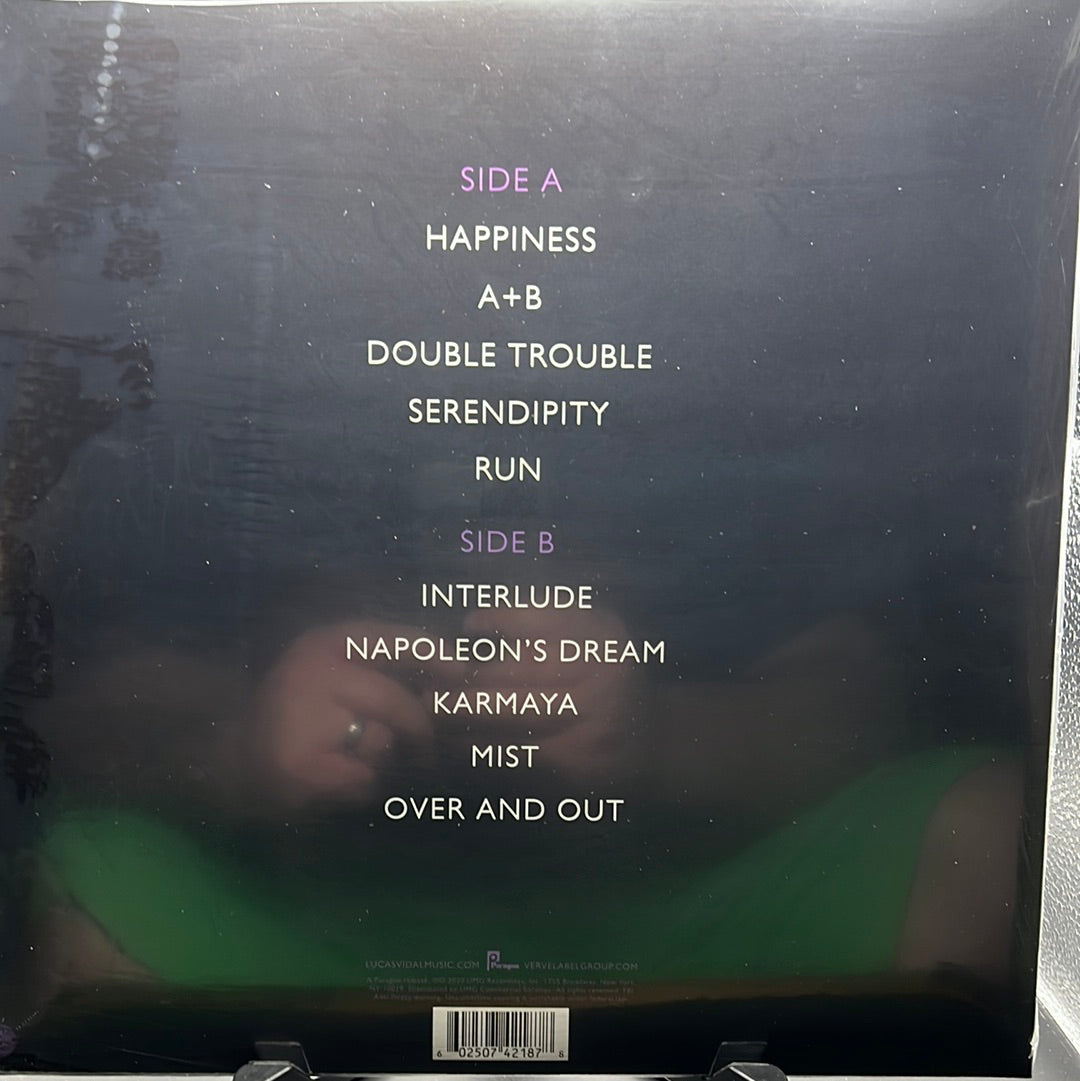 SIDE A
HAPPINESS
A+B
DOUBLE TROUBLE
SERENDIPITY
RUN
SIDE B
INTERLUDE
NAPOLEON'S DREAM
KARMAYA
MIST
OVER AND OUT
LUCASVIDALMUSIC.COM Paragon VERVELABELGROUP.COM
6 02507 42187 8